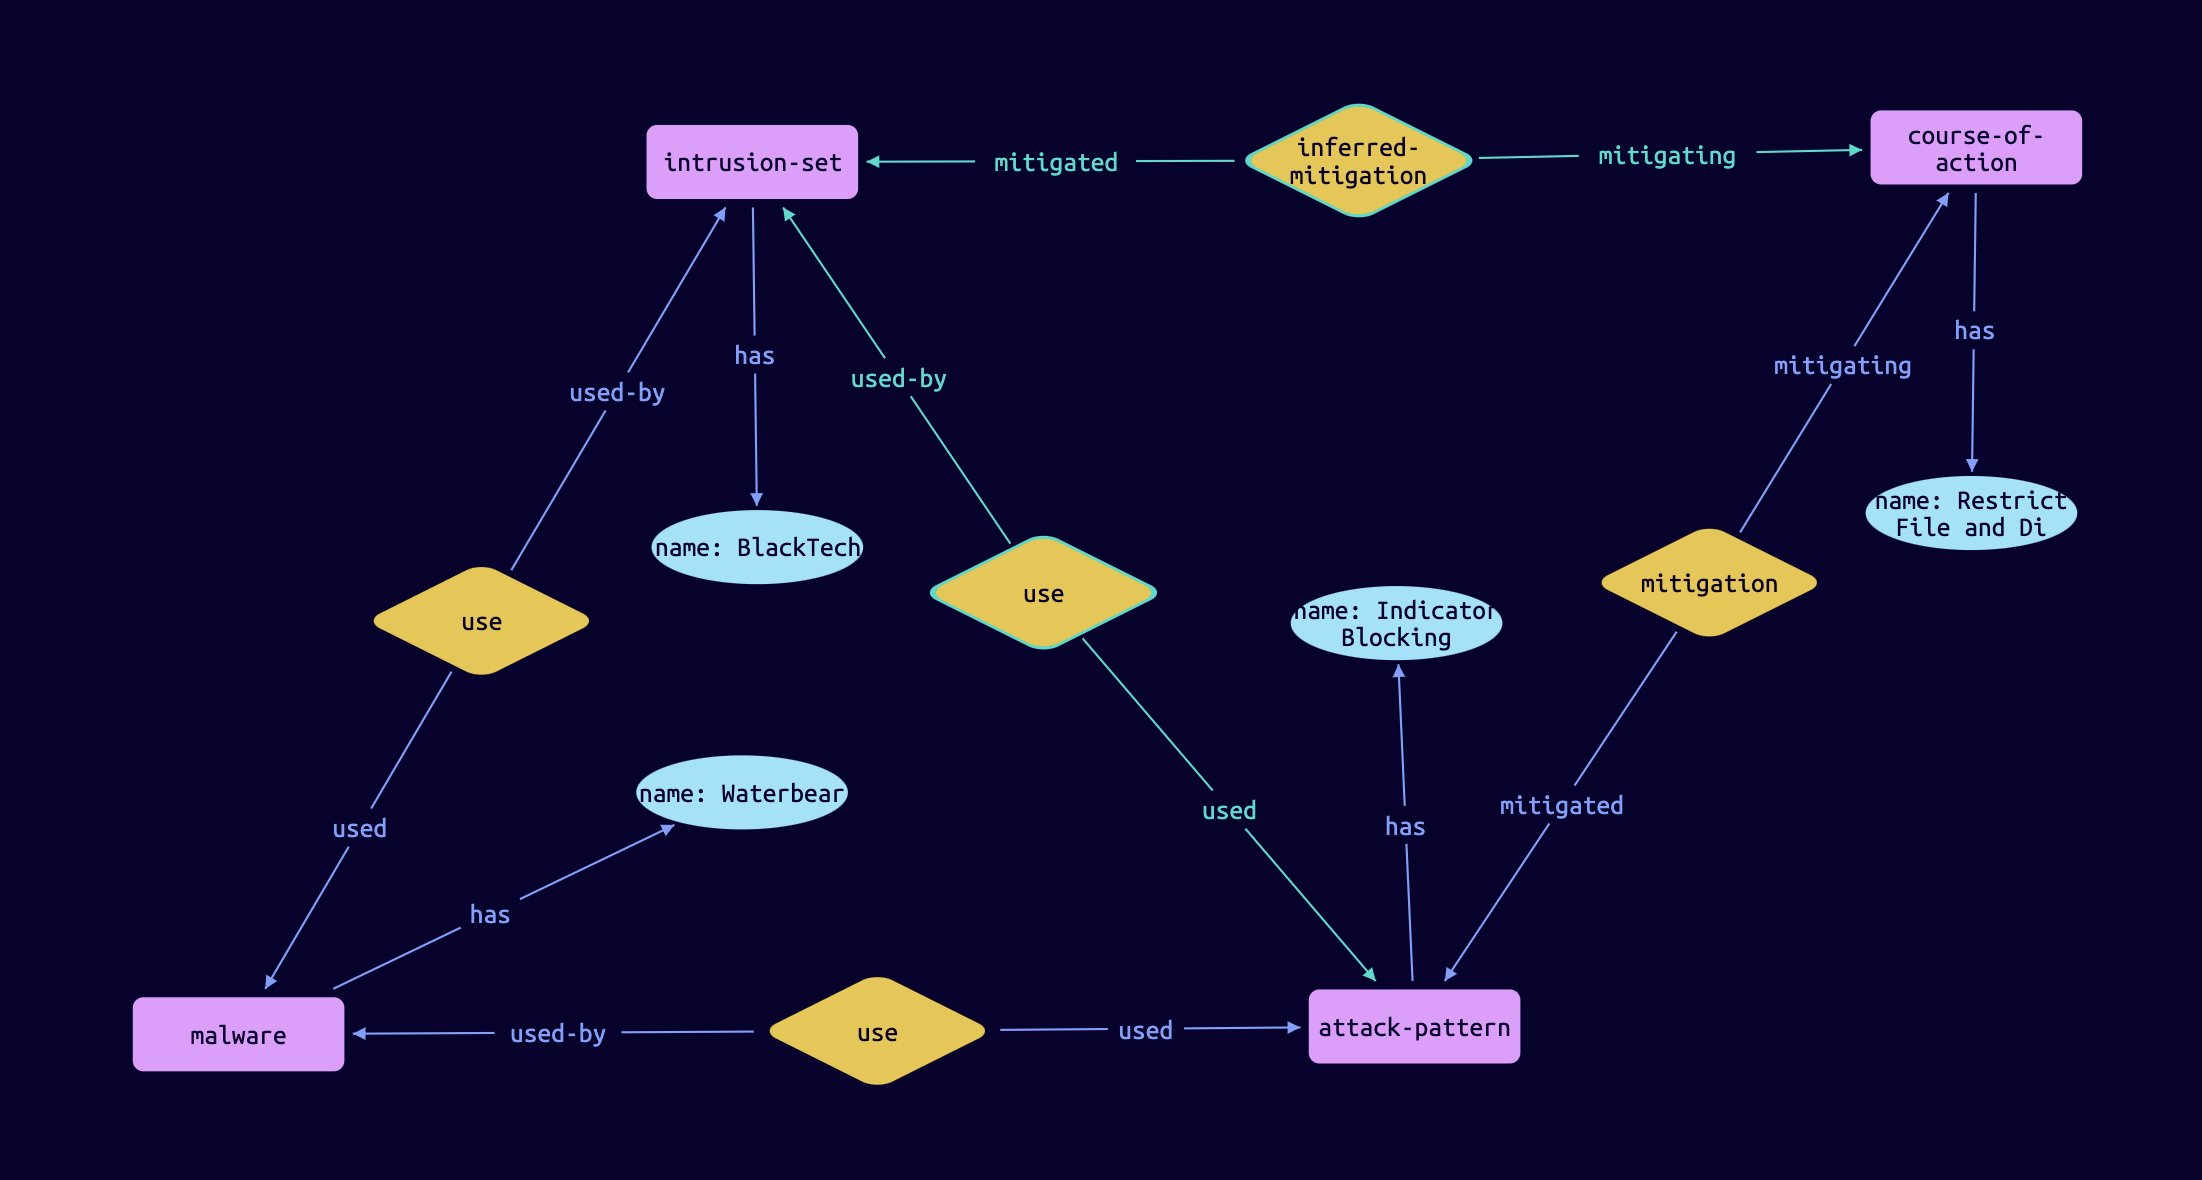 inferred-
mitigation
course-of-
action
intrusion-set
mitigated
mitigating
has
used-by
has
used-by
mitigating
name: Restrict
File and Di
name: BlackTech
use
use
name: Indicator
Blocking
mitigation
name: Waterbear
used
used
has
mitigated
has
malware
used-by
use
used
attack-pattern